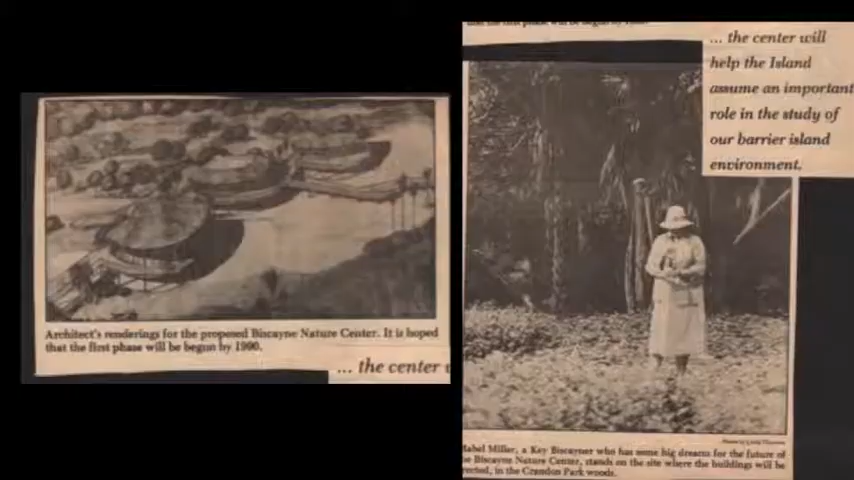 Architect's renderings for the proposed Biscayne Nature Center. It is hoped
that the first phase will be begun by 1990.
... the center
... the center will
help the Island
assume an important
role in the study of
our barrier island
environment.
Mabel Miller, a Key Biscayner who has some big dreams for the future of
the Biscayne Nature Center, stands on the site where the buildings will be
erected, in the Crandon Park woods.